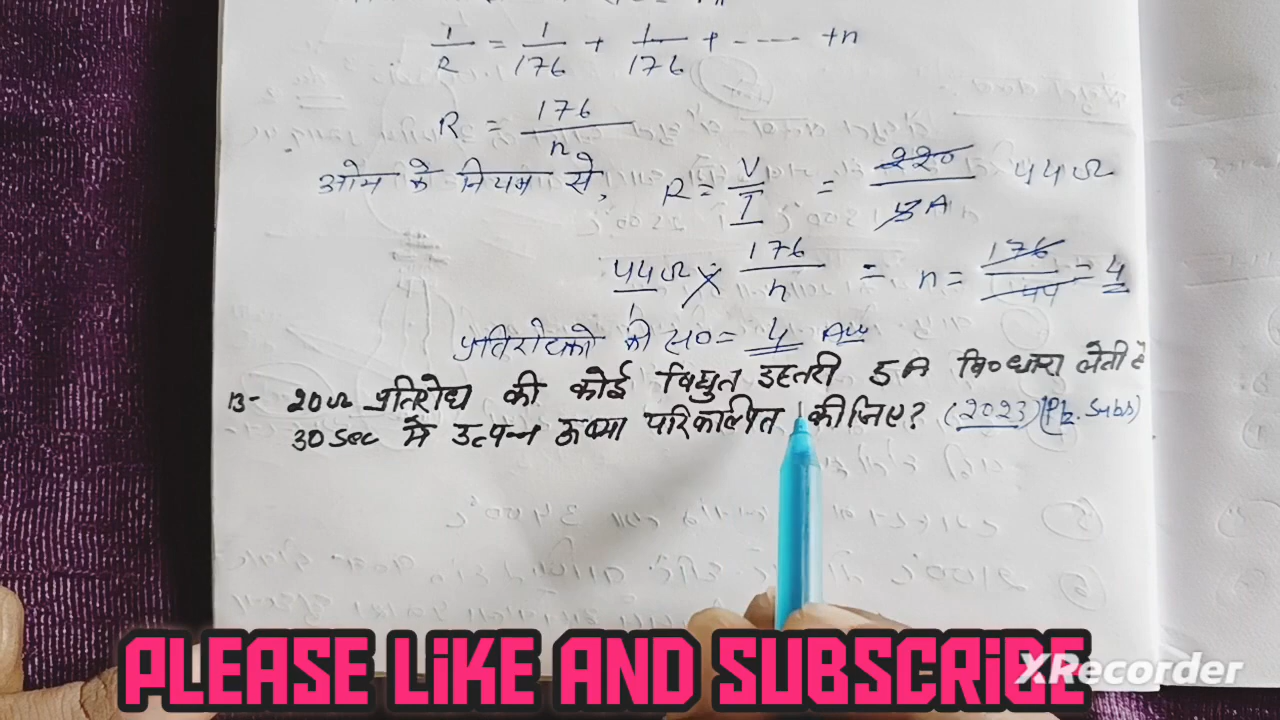 1/R = 1/176 + 1/176 + ---- +n
R = 176/n
ओम के नियम से, R = V/I = 220/5A 44Ω
44Ω/1 × 176/n = n = 176/44 = 4
प्रतिरोधको की सं० = 4 Ans
13- 20Ω प्रतिरोध की कोई विद्युत इस्तरी 5A वि०धारा लेती है
30 Sec मे उत्पन्न ऊष्मा परिकलित कीजिए? (2023)
PLEASE LiKE AND SUBSCRiBE
XRecorder